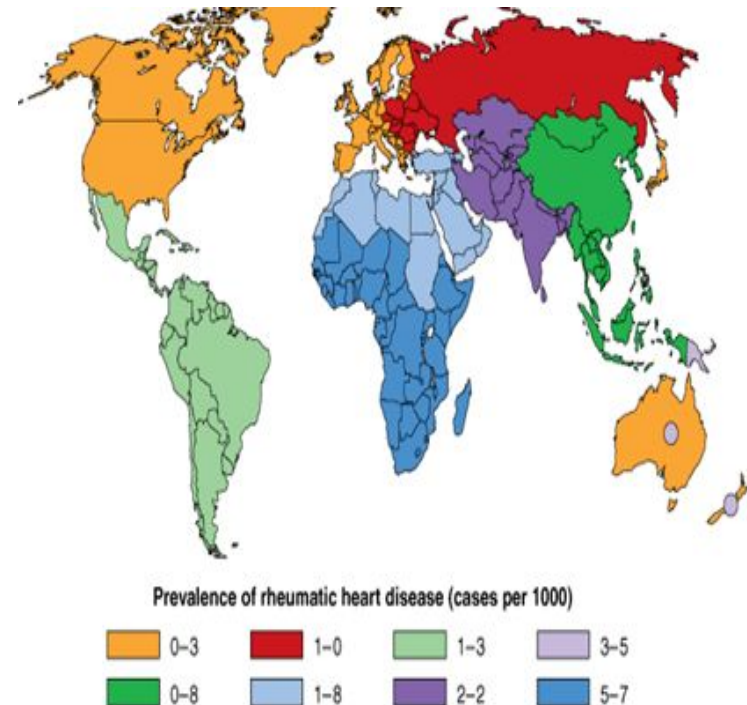 Prevalence of rheumatic heart disease (cases per 1000)
0–3 1–0 1–3 3–5
0–8 1–8 2–2 5–7